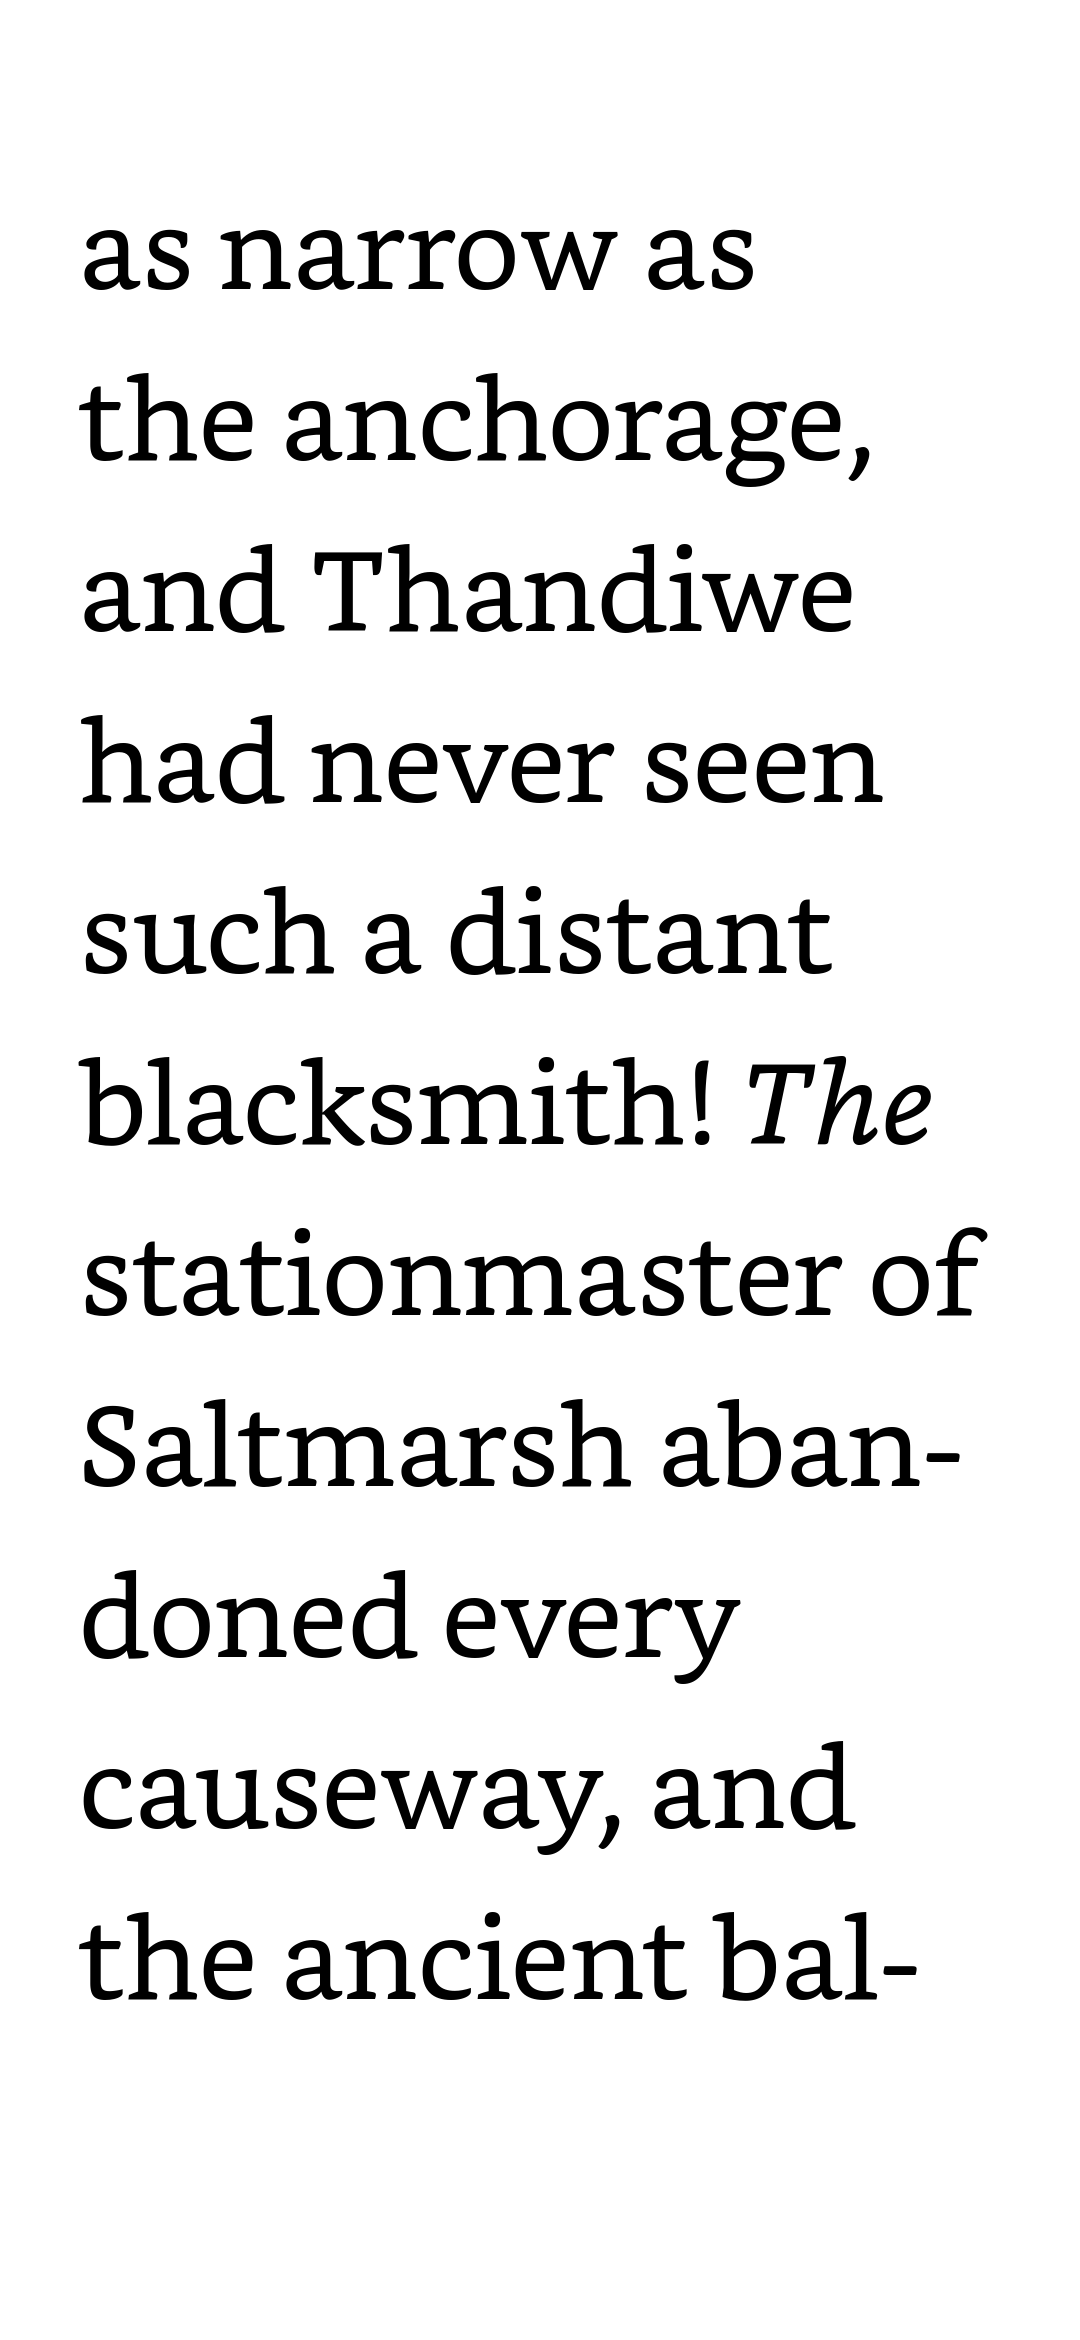 as narrow as
the anchorage,
and Thandiwe
had never seen
such a distant
blacksmith! The
stationmaster of
Saltmarsh aban-
doned every
causeway, and
the ancient bal-